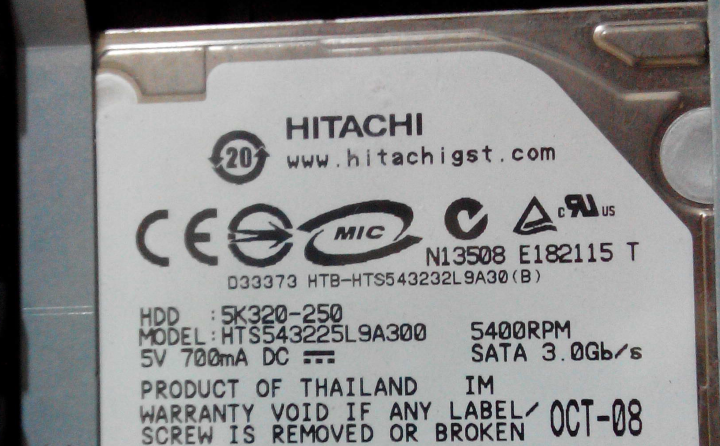 HITACHI
20
www.hitachigst.com
CE MIC c RU US
N13508 E182115 T
D33373 HTB-HTS543232L9A30(B)
HDD :5K320-250
MODEL:HTS543225L9A300 5400RPM
5V 700mA DC SATA 3.0Gb/s
PRODUCT OF THAILAND IM
WARRANTY VOID IF ANY LABEL/ OCT-08
SCREW IS REMOVED OR BROKEN